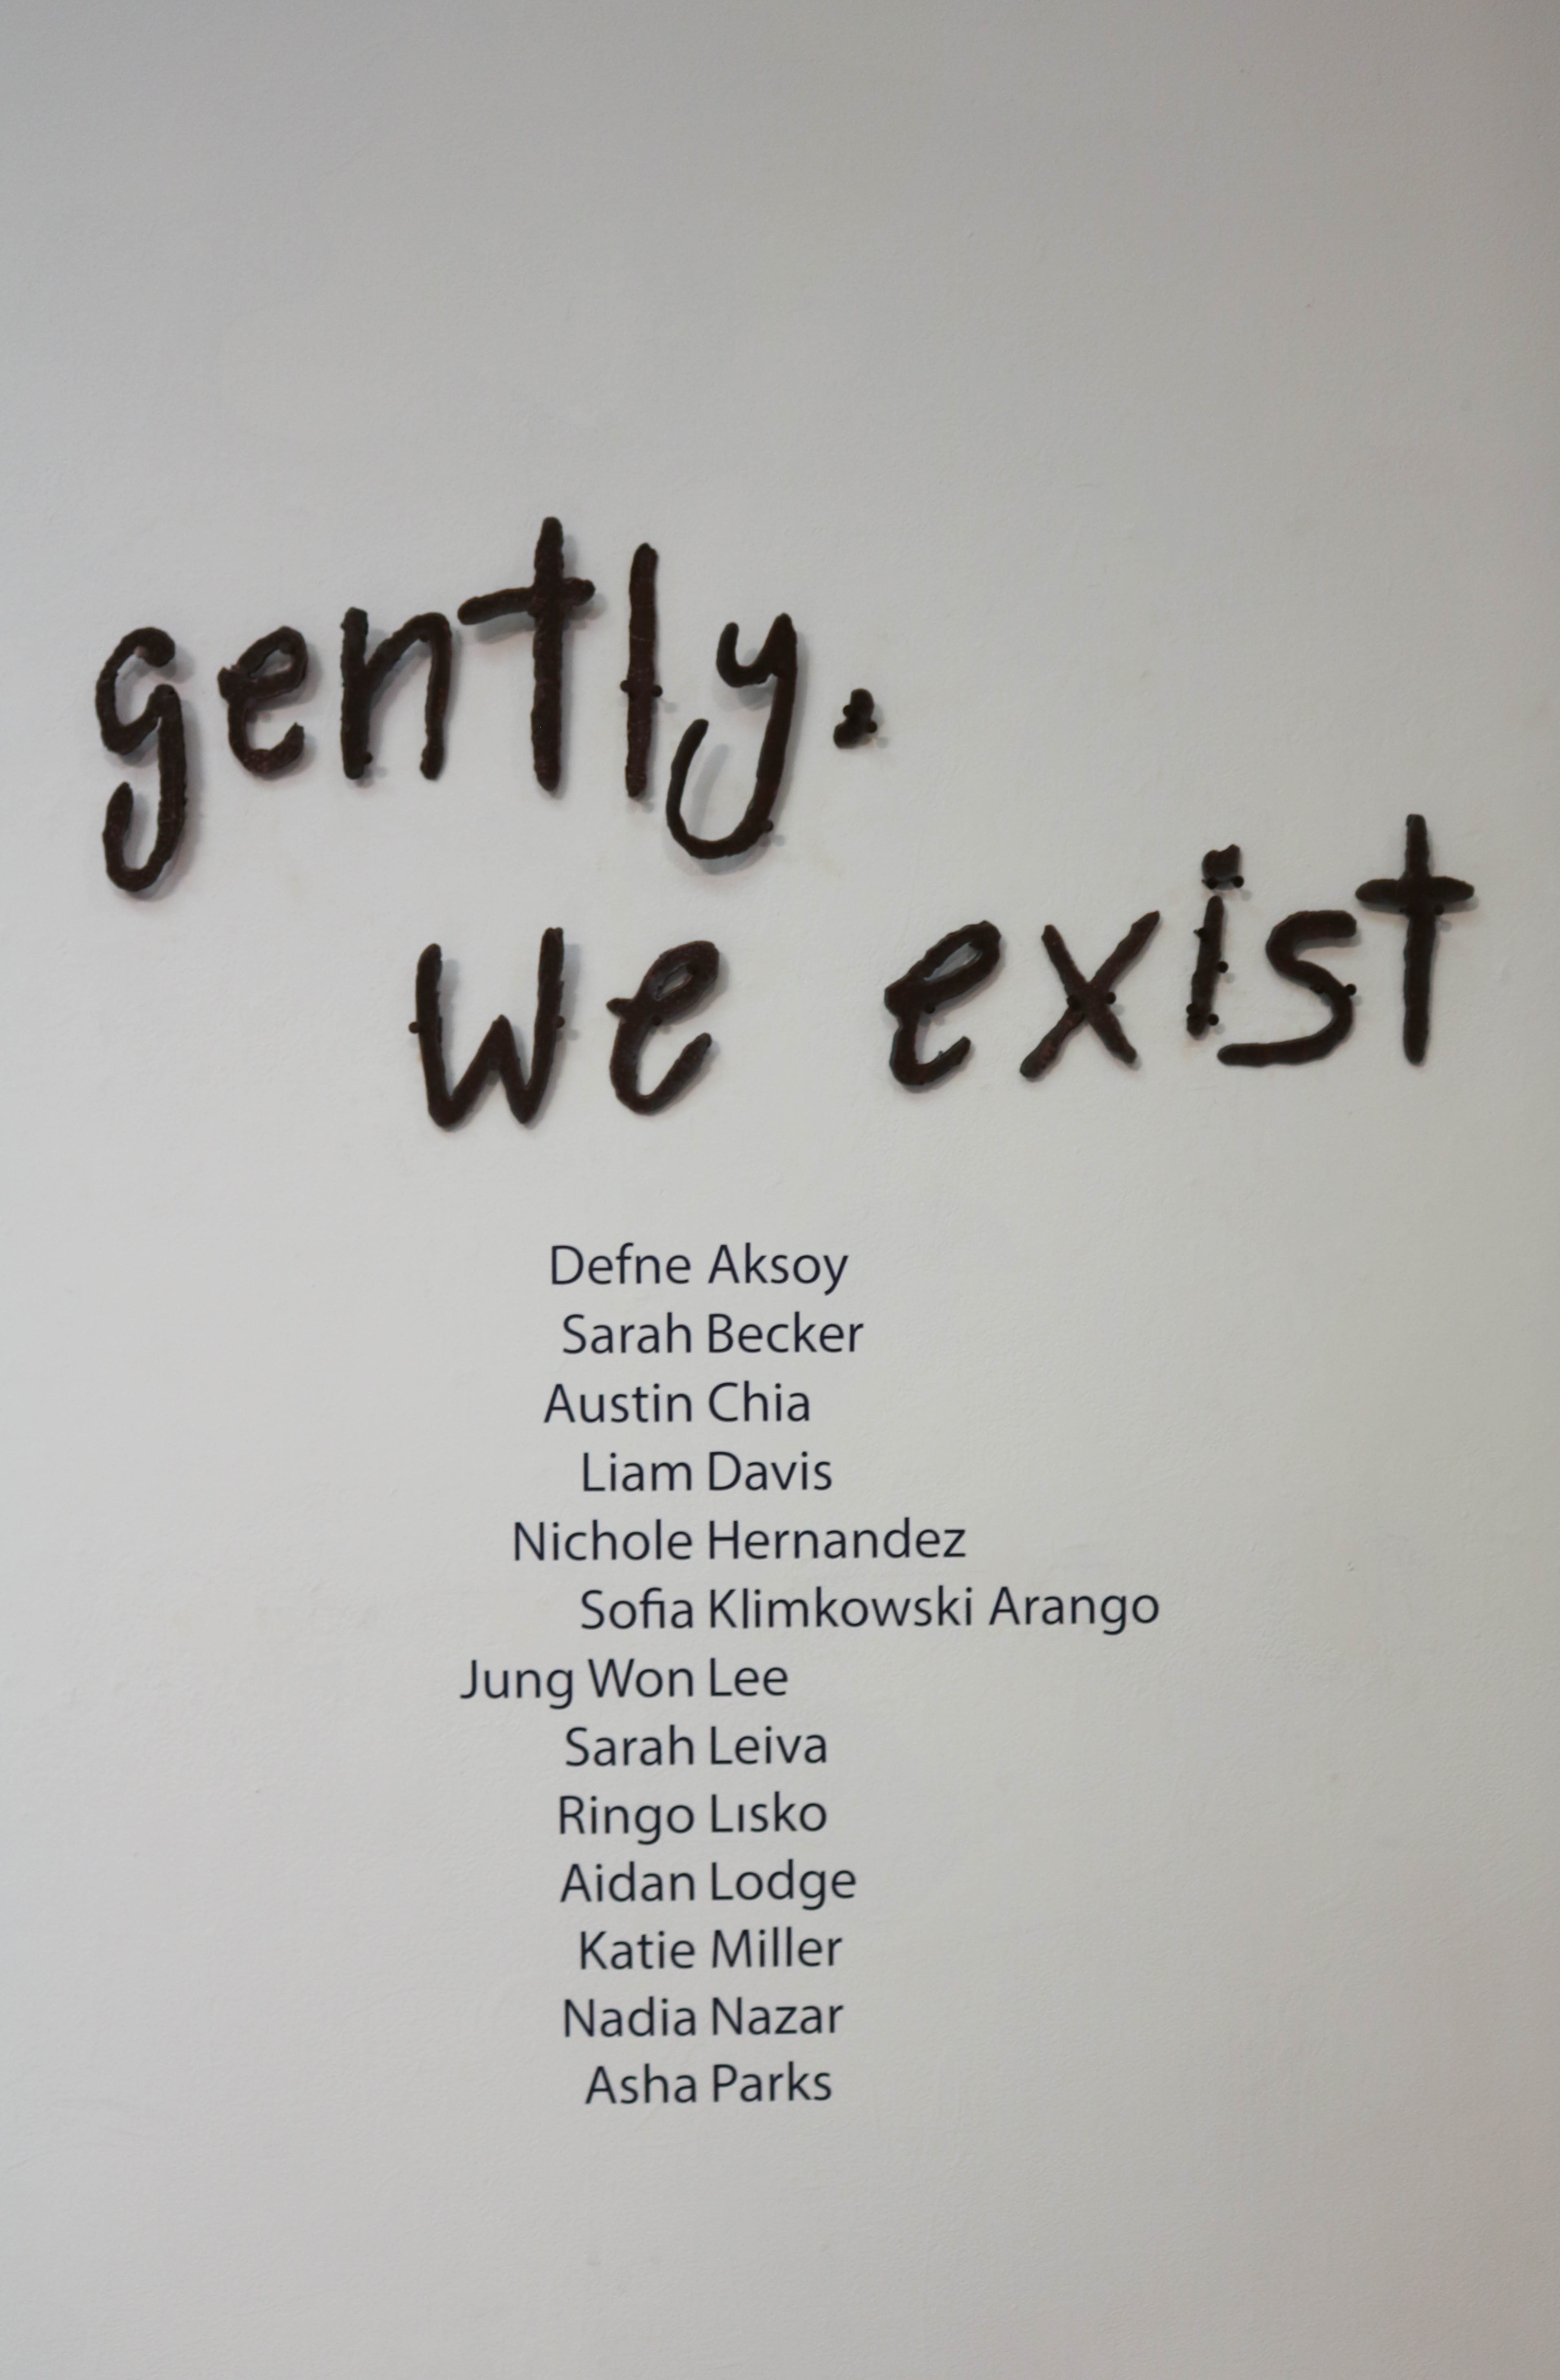 gently.
we exist
Defne Aksoy
Sarah Becker
Austin Chia
Liam Davis
Nichole Hernandez
Sofia Klimkowski Arango
Jung Won Lee
Sarah Leiva
Ringo Lısko
Aidan Lodge
Katie Miller
Nadia Nazar
Asha Parks